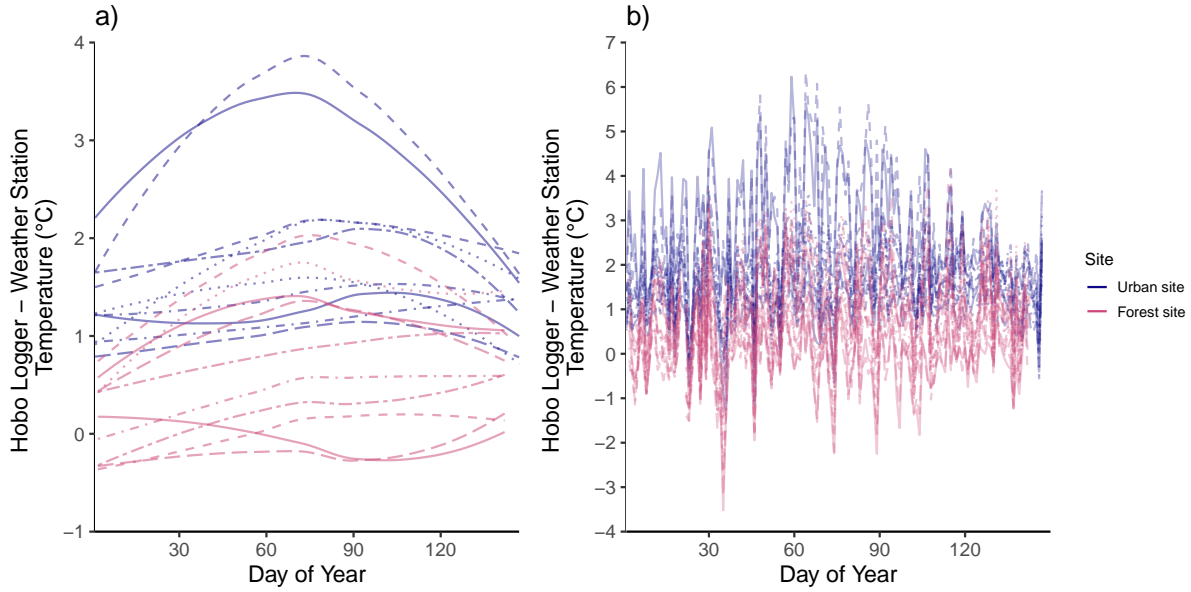 a)
Hobo Logger − Weather Station
Temperature (°C)
4
3
2
1
0
−1
30 60 90 120
Day of Year
b)
Hobo Logger − Weather Station
Temperature (°C)
7
6
5
4
3
2
1
0
−1
−2
−3
−4
30 60 90 120
Day of Year
Site
Urban site
Forest site